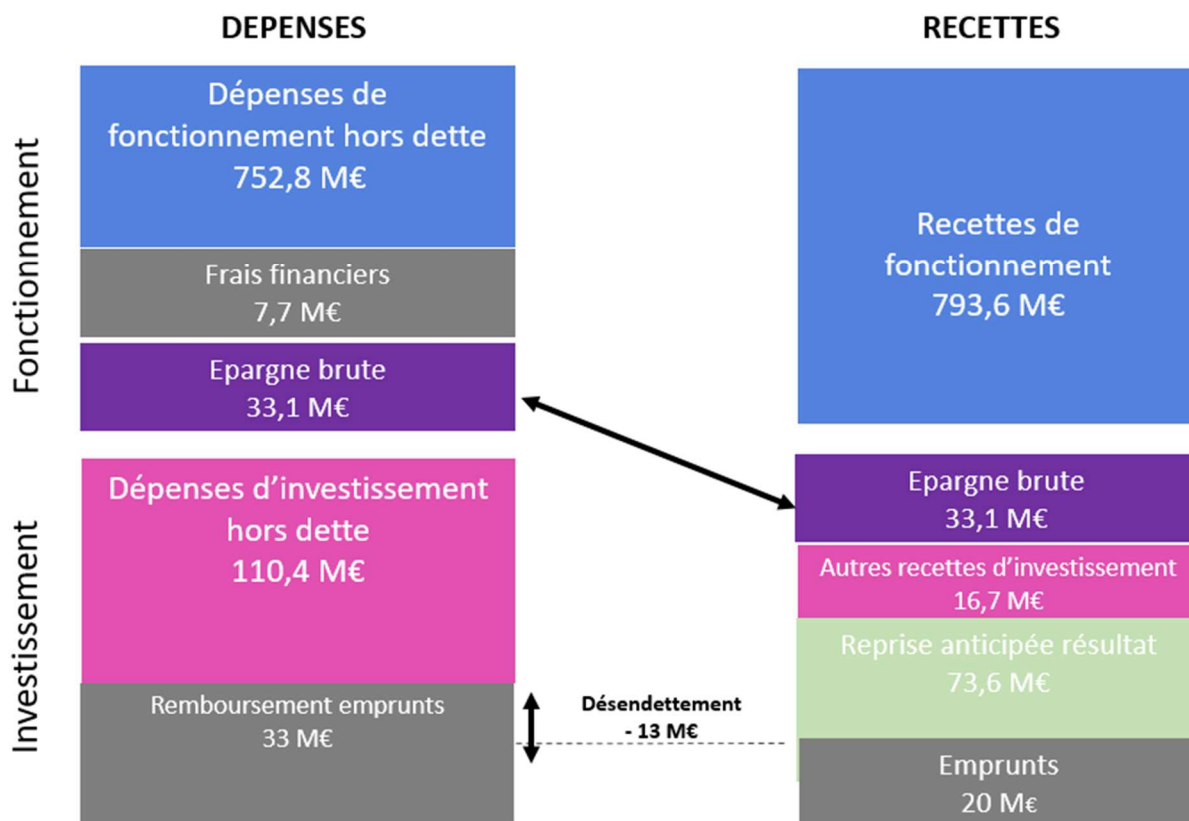 DEPENSES
RECETTES
Fonctionnement
Dépenses de
fonctionnement hors dette
752,8 M€
Frais financiers
7,7 M€
Epargne brute
33,1 M€
Recettes de
fonctionnement
793,6 M€
Investissement
Dépenses d’investissement
hors dette
110,4 M€
Remboursement emprunts
33 M€
Désendettement
- 13 M€
Epargne brute
33,1 M€
Autres recettes d’investissement
16,7 M€
Reprise anticipée résultat
73,6 M€
Emprunts
20 M€